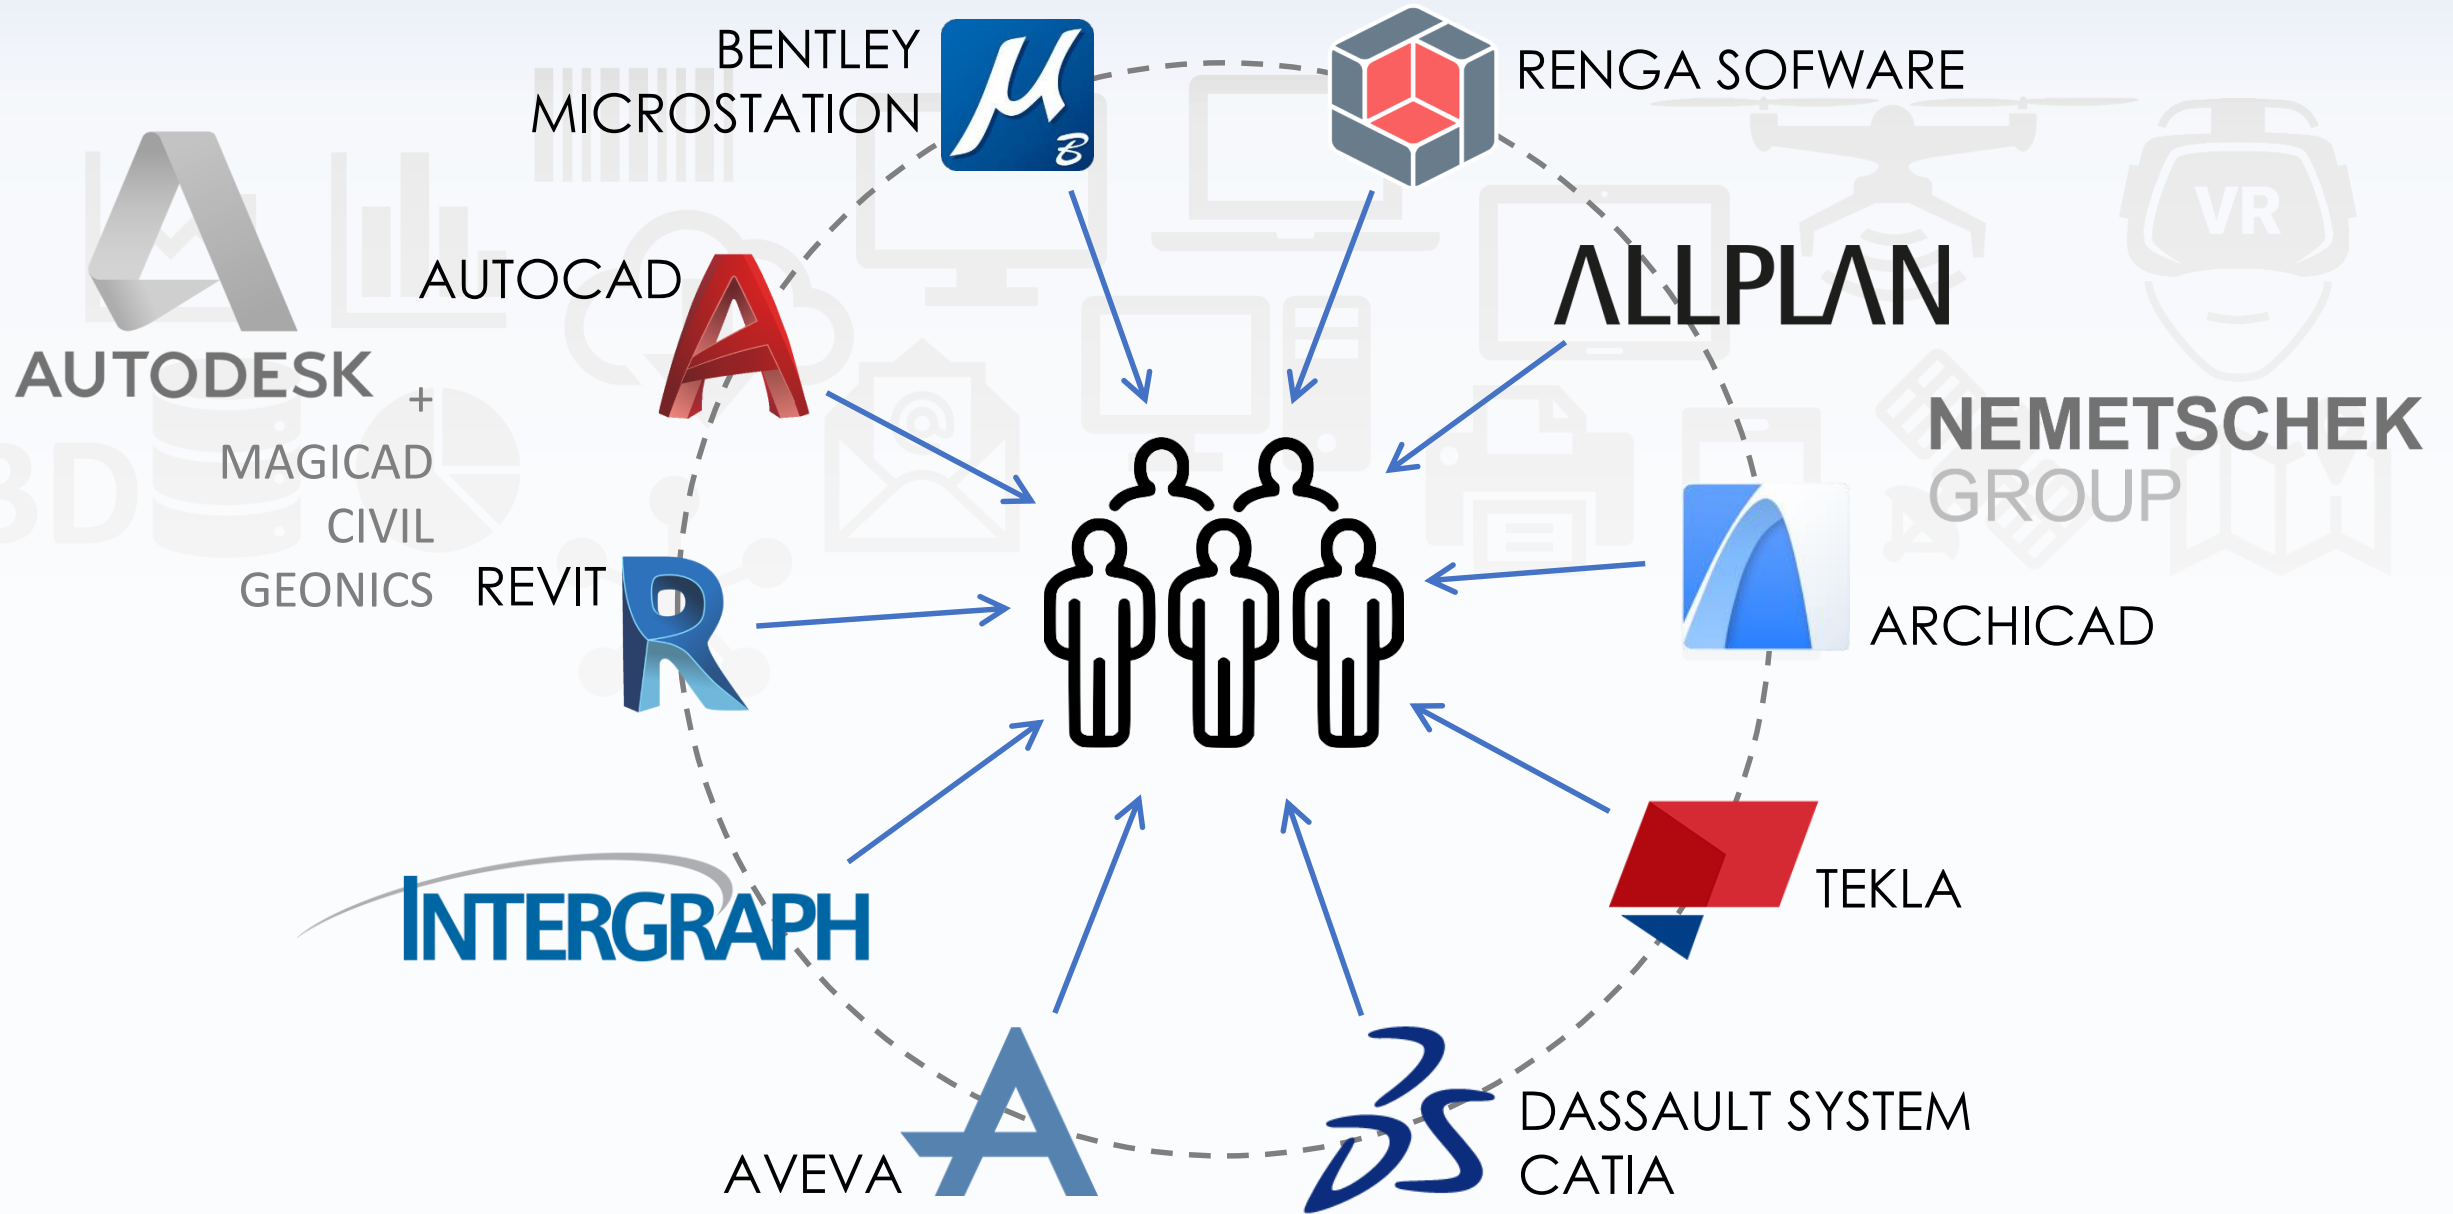 BENTLEY
MICROSTATION
μ
B
RENGA SOFWARE
VR
AUTODESK
+
MAGICAD
CIVIL
GEONICS
AUTOCAD
ALLPLAN
NEMETSCHEK
GROUP
3D
@
REVIT
R
ARCHICAD
INTERGRAPH
TEKLA
AVEVA
DASSAULT SYSTEM
CATIA